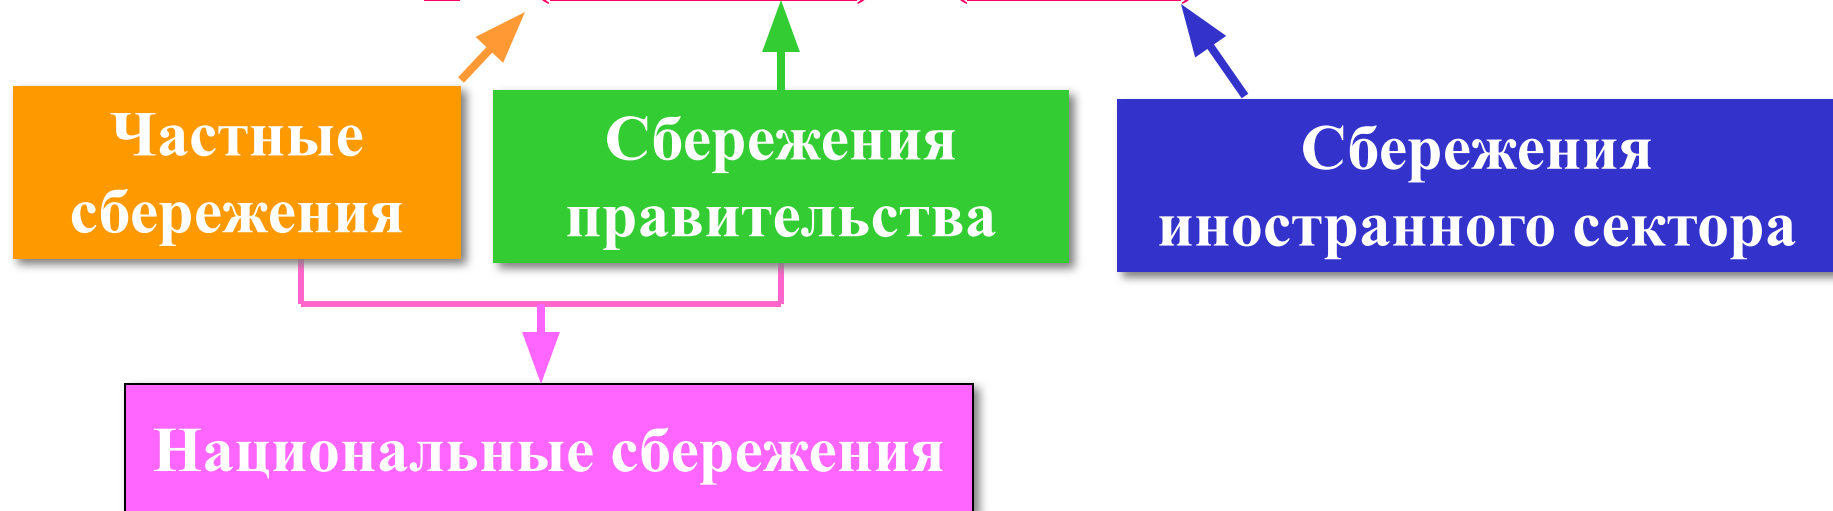 Частные
сбережения
Сбережения
правительства
Сбережения
иностранного сектора
Национальные сбережения